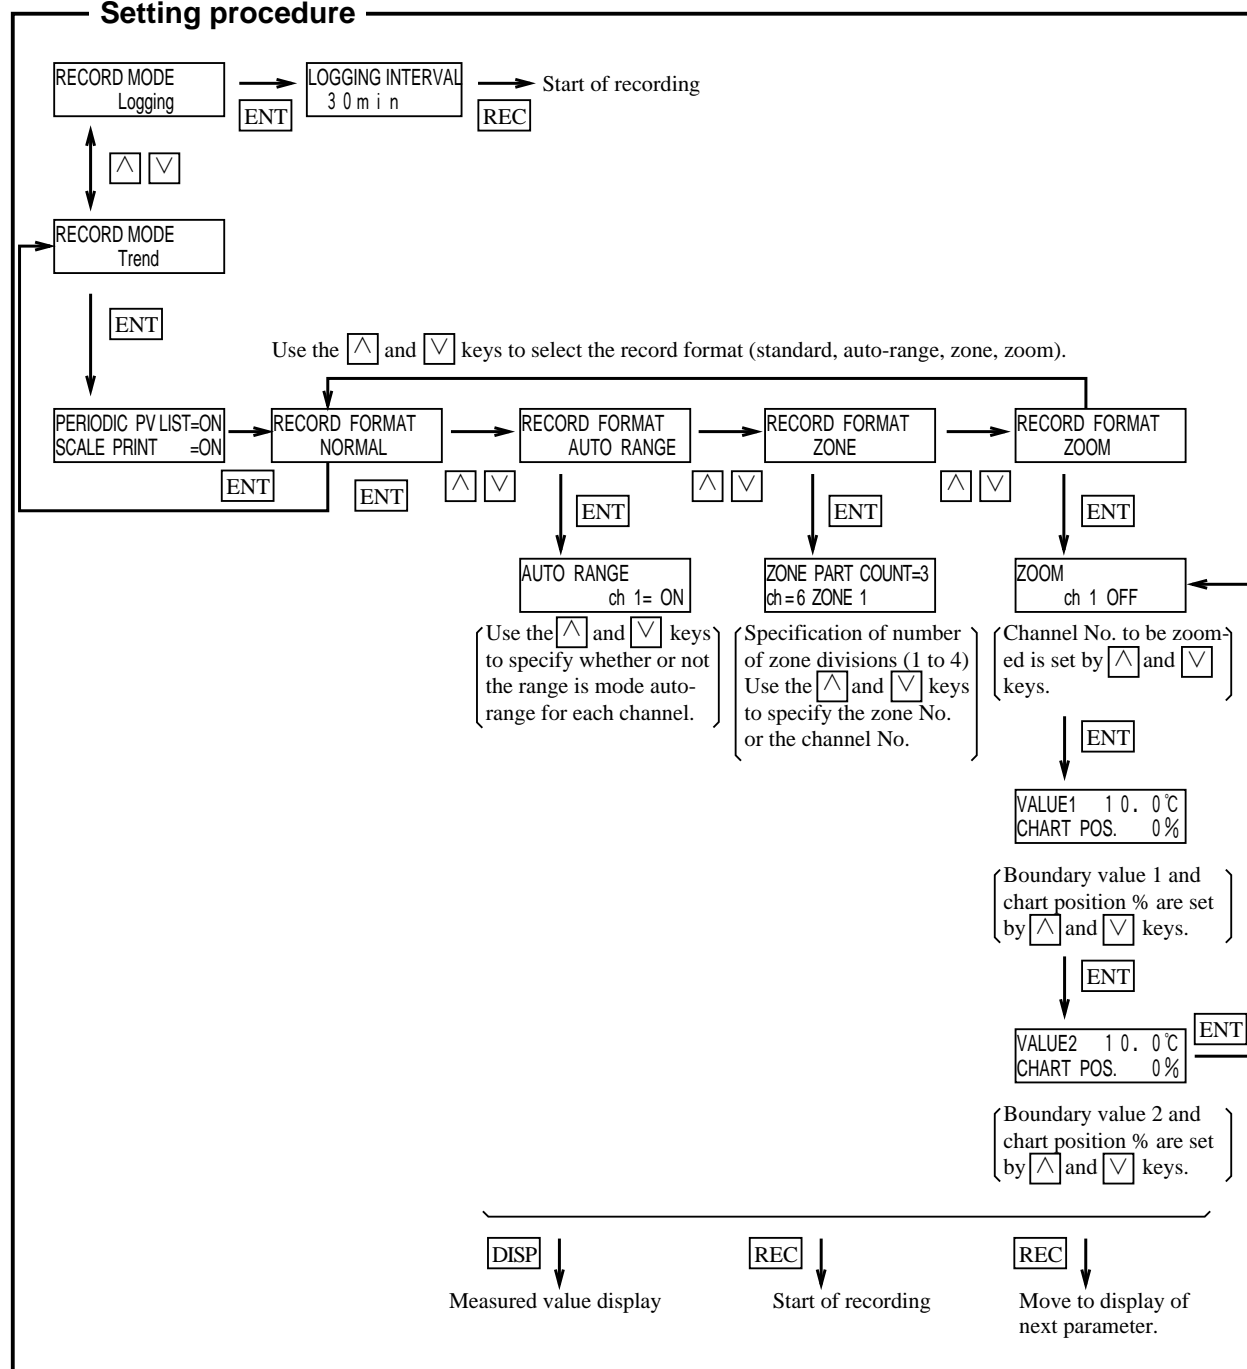 Setting procedure
RECORD MODE
Logging
ENT
LOGGING INTERVAL
30min
REC
Start of recording
∧ ∨
RECORD MODE
Trend
ENT
Use the ∧ and ∨ keys to select the record format (standard, auto-range, zone, zoom).
PERIODIC PV LIST=ON
SCALE PRINT =ON
ENT
RECORD FORMAT
NORMAL
ENT
∧ ∨
RECORD FORMAT
AUTO RANGE
∧ ∨
RECORD FORMAT
ZONE
∧ ∨
RECORD FORMAT
ZOOM
ENT
ENT
ENT
AUTO RANGE
ch 1= ON
Use the ∧ and ∨ keys
to specify whether or not
the range is mode auto-
range for each channel.
ZONE PART COUNT=3
ch=6 ZONE 1
Specification of number
of zone divisions (1 to 4)
Use the ∧ and ∨ keys
to specify the zone No.
or the channel No.
ZOOM
ch 1 OFF
Channel No. to be zoom-
ed is set by ∧ and ∨
keys.
ENT
VALUE1 10.0℃
CHART POS. 0%
Boundary value 1 and
chart position % are set
by ∧ and ∨ keys.
ENT
VALUE2 10.0℃
CHART POS. 0%
ENT
Boundary value 2 and
chart position % are set
by ∧ and ∨ keys.
DISP
Measured value display
REC
Start of recording
REC
Move to display of
next parameter.